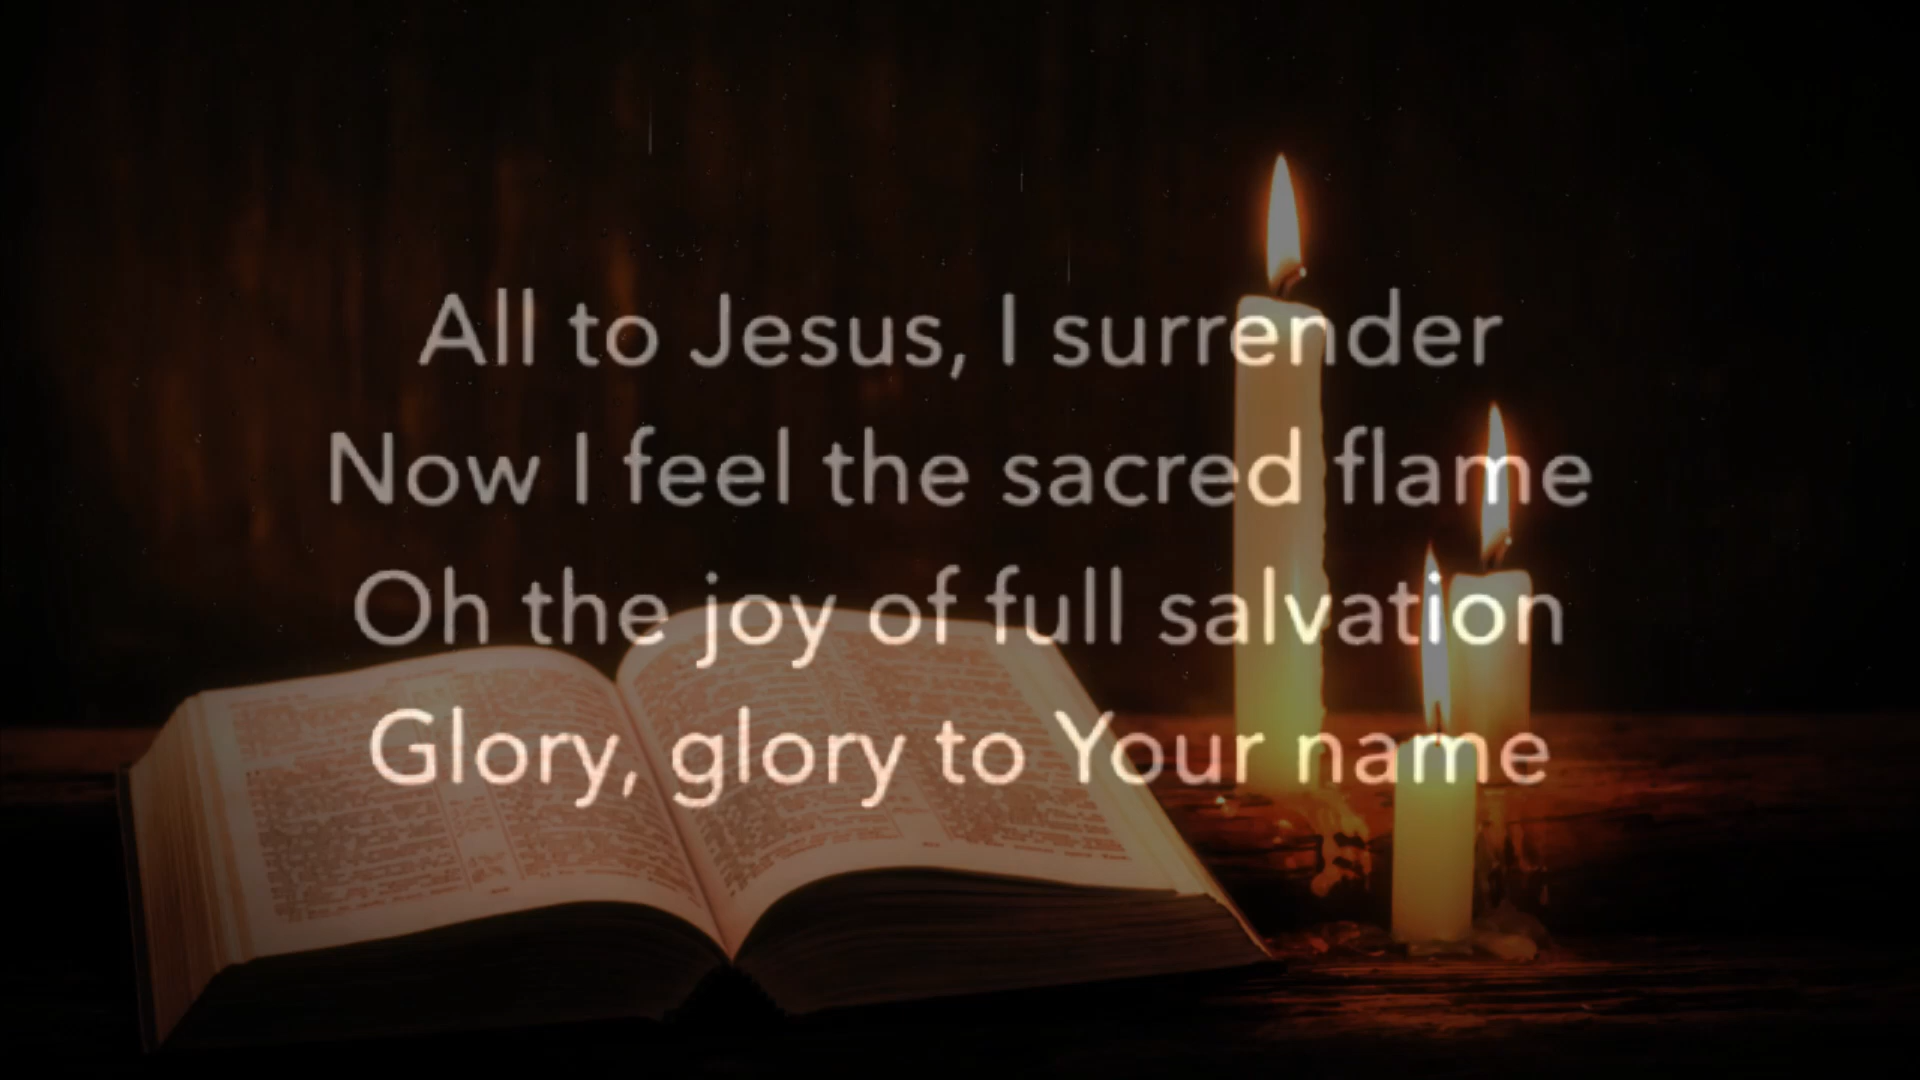 All to Jesus, I surrender
Now I feel the sacred flame
Oh the joy of full salvation
Glory, glory to Your name